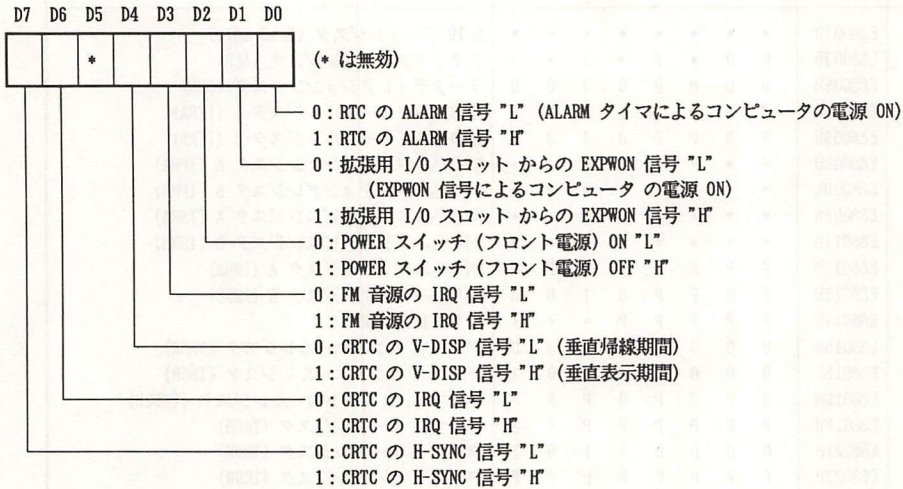 D7 D6 D5 D4 D3 D2 D1 D0
* (* は無効)
0:RTC の ALARM 信号 "L" (ALARM タイマによるコンピュータの電源 ON)
1:RTC の ALARM 信号 "H"
0:拡張用 I/O スロット からの EXPWON 信号 "L"
(EXPWON 信号によるコンピュータ の電源 ON)
1:拡張用 I/O スロット からの EXPWON 信号 "H"
0:POWER スイッチ (フロント電源) ON "L"
1:POWER スイッチ (フロント電源) OFF "H"
0:FM 音源の IRQ 信号 "L"
1:FM 音源の IRQ 信号 "H"
0:CRTC の V-DISP 信号 "L" (垂直帰線期間)
1:CRTC の V-DISP 信号 "H" (垂直表示期間)
0:CRTC の IRQ 信号 "L"
1:CRTC の IRQ 信号 "H"
0:CRTC の H-SYNC 信号 "L"
1:CRTC の H-SYNC 信号 "H"